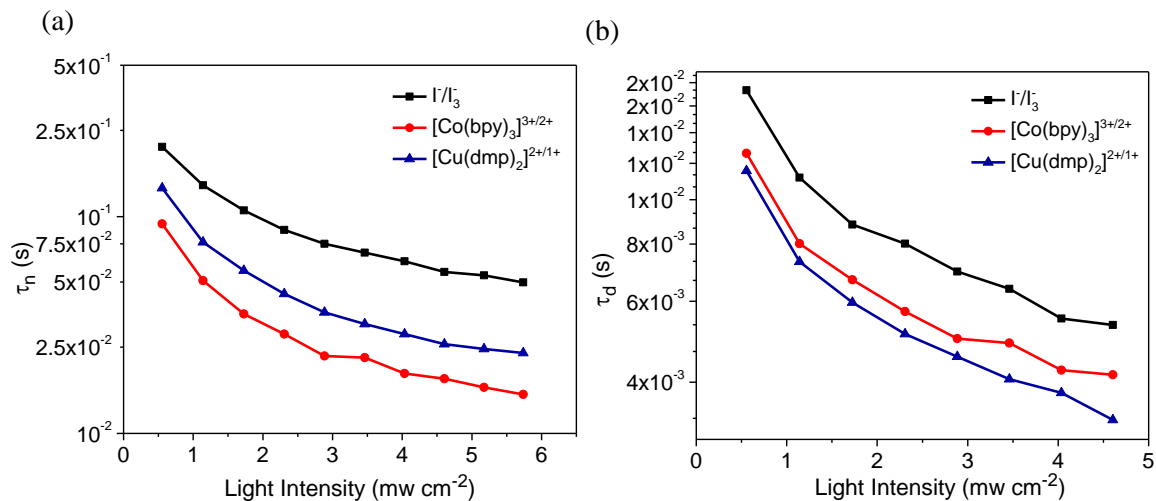 (a)
5x10⁻¹
2.5x10⁻¹
10⁻¹
7.5x10⁻²
5x10⁻²
2.5x10⁻²
10⁻²
τn (s)
I⁻/I₃⁻
[Co(bpy)₃]³⁺/²⁺
[Cu(dmp)₂]²⁺/¹⁺
0 1 2 3 4 5 6
Light Intensity (mw cm⁻²)
(b)
2x10⁻²
2x10⁻²
1x10⁻²
1x10⁻²
1x10⁻²
8x10⁻³
6x10⁻³
4x10⁻³
τd (s)
I⁻/I₃⁻
[Co(bpy)₃]³⁺/²⁺
[Cu(dmp)₂]²⁺/¹⁺
0 1 2 3 4 5
Light Intensity (mw cm⁻²)